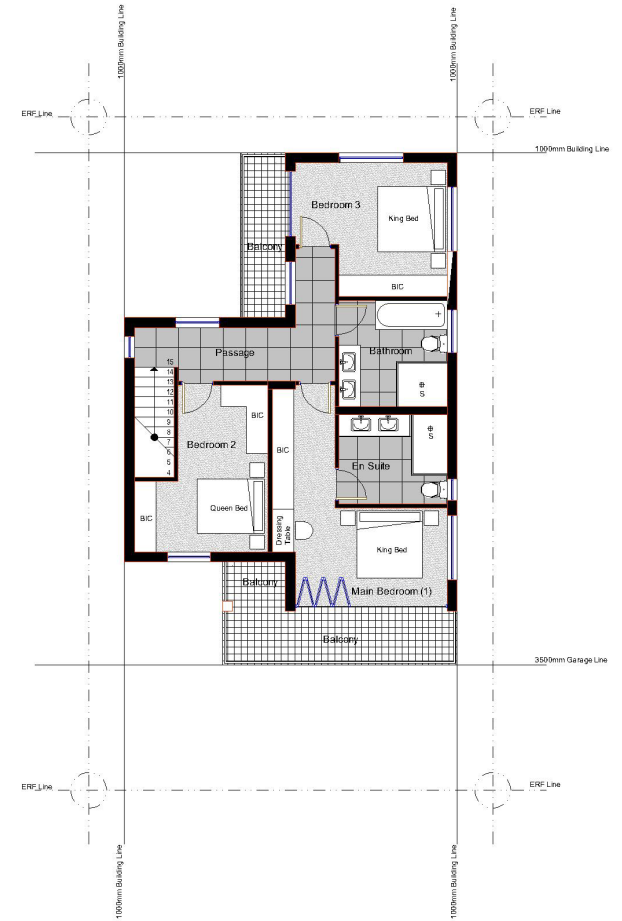 1000mm Building Line
1000mm Building Line
ERF Line
ERF Line
1000mm Building Line
Bedroom 3
King Bed
Balcony
BIC
Passage
Bathroom
15
14
13
12
11
10
9
8
7
6
5
4
S
BIC
Bedroom 2
BIC
S
En Suite
Queen Bed
BIC
Dressing
Table
King Bed
Balcony
Main Bedroom (1)
Balcony
3500mm Garage Line
ERF Line
ERF Line
1000mm Building Line
1000mm Building Line